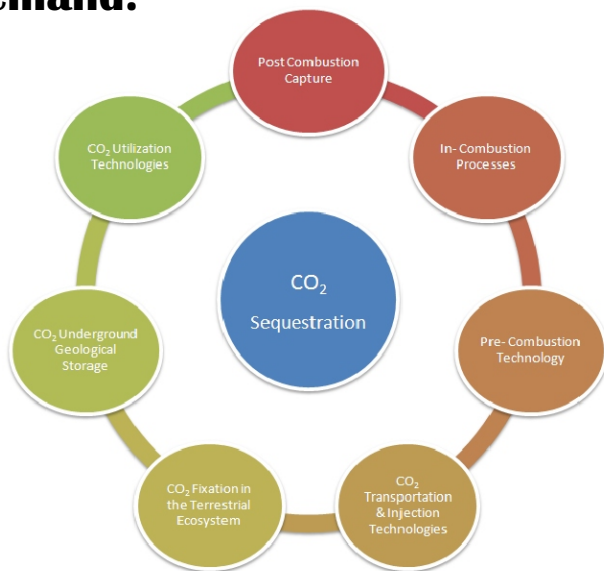 Post Combustion
Capture
In- Combustion
Processes
Pre- Combustion
Technology
CO₂
Transportation
& Injection
Technologies
CO₂ Fixation in
the Terrestrial
Ecosystem
CO₂ Underground
Geological
Storage
CO₂ Utilization
Technologies
CO₂
Sequestration